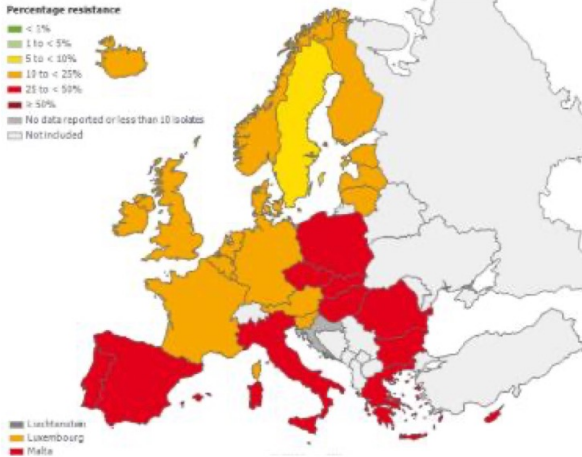 Percentage resistance
< 1%
1 to < 5%
5 to < 10%
10 to < 25%
25 to < 50%
≥ 50%
No data reported or less than 10 isolates
Not included
Liechtenstein
Luxembourg
Malta